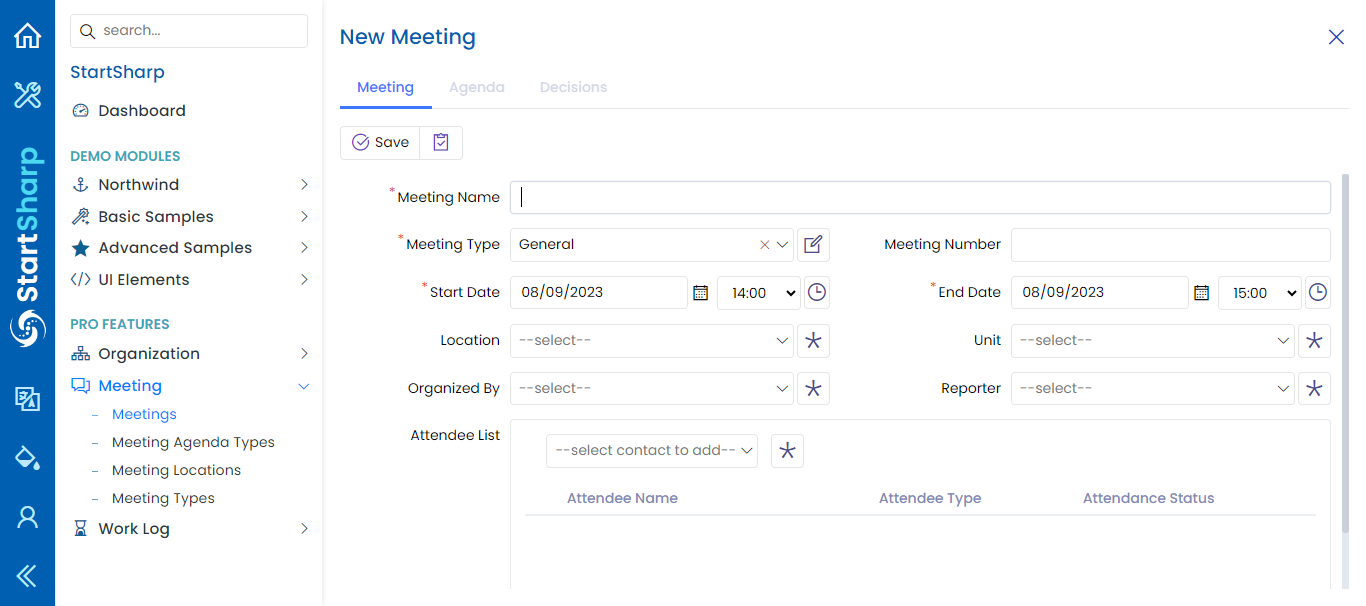 search...
StartSharp
Dashboard
DEMO MODULES
Northwind
Basic Samples
Advanced Samples
UI Elements
PRO FEATURES
Organization
Meeting
– Meetings
– Meeting Agenda Types
– Meeting Locations
– Meeting Types
Work Log
StartSharp
New Meeting
Meeting Agenda Decisions
Save
* Meeting Name
* Meeting Type General Meeting Number
* Start Date 08/09/2023 14:00 * End Date 08/09/2023 15:00
Location --select-- Unit --select--
Organized By --select-- Reporter --select--
Attendee List
--select contact to add--
Attendee Name Attendee Type Attendance Status